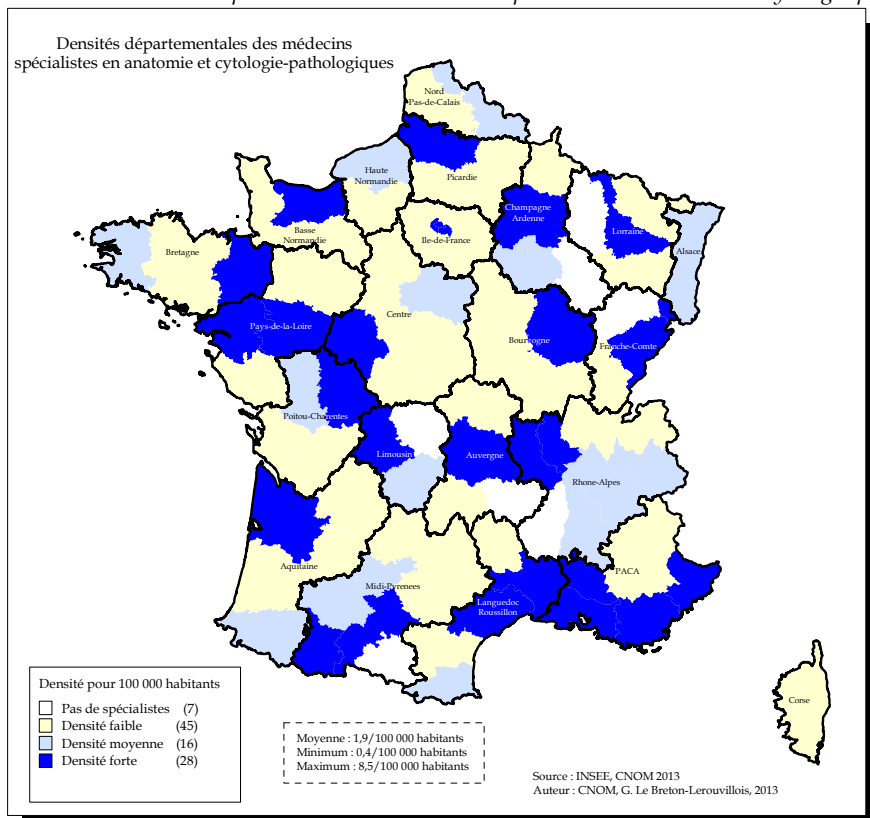 Densités départementales des médecins
spécialistes en anatomie et cytologie-pathologiques
Nord
Pas-de-Calais
Haute
Normandie
Picardie
Basse
Normandie
Ile-de-France
Champagne
Ardenne
Lorraine
Alsace
Bretagne
Pays-de-la-Loire
Centre
Bourgogne
Franche-Comte
Poitou-Charentes
Limousin
Auvergne
Rhone-Alpes
Aquitaine
Midi-Pyrenees
Languedoc
Roussillon
PACA
Corse
Densité pour 100 000 habitants
Pas de spécialistes (7)
Densité faible (45)
Densité moyenne (16)
Densité forte (28)
Moyenne : 1,9/100 000 habitants
Minimum : 0,4/100 000 habitants
Maximum : 8,5/100 000 habitants
Source : INSEE, CNOM 2013
Auteur : CNOM, G. Le Breton-Lerouvillois, 2013